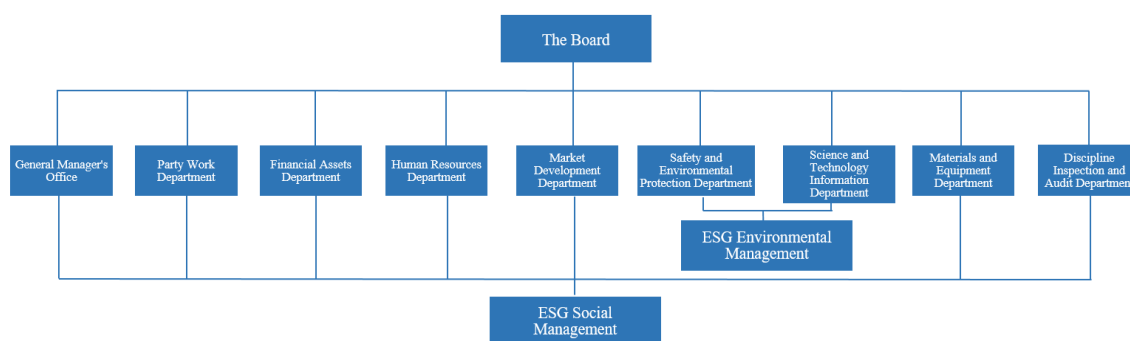 The Board
General Manager's
Office
Party Work
Department
Financial Assets
Department
Human Resources
Department
Market
Development
Department
Safety and
Environmental
Protection Department
Science and
Technology
Information
Department
Materials and
Equipment
Department
Discipline
Inspection and
Audit Department
ESG Environmental
Management
ESG Social
Management